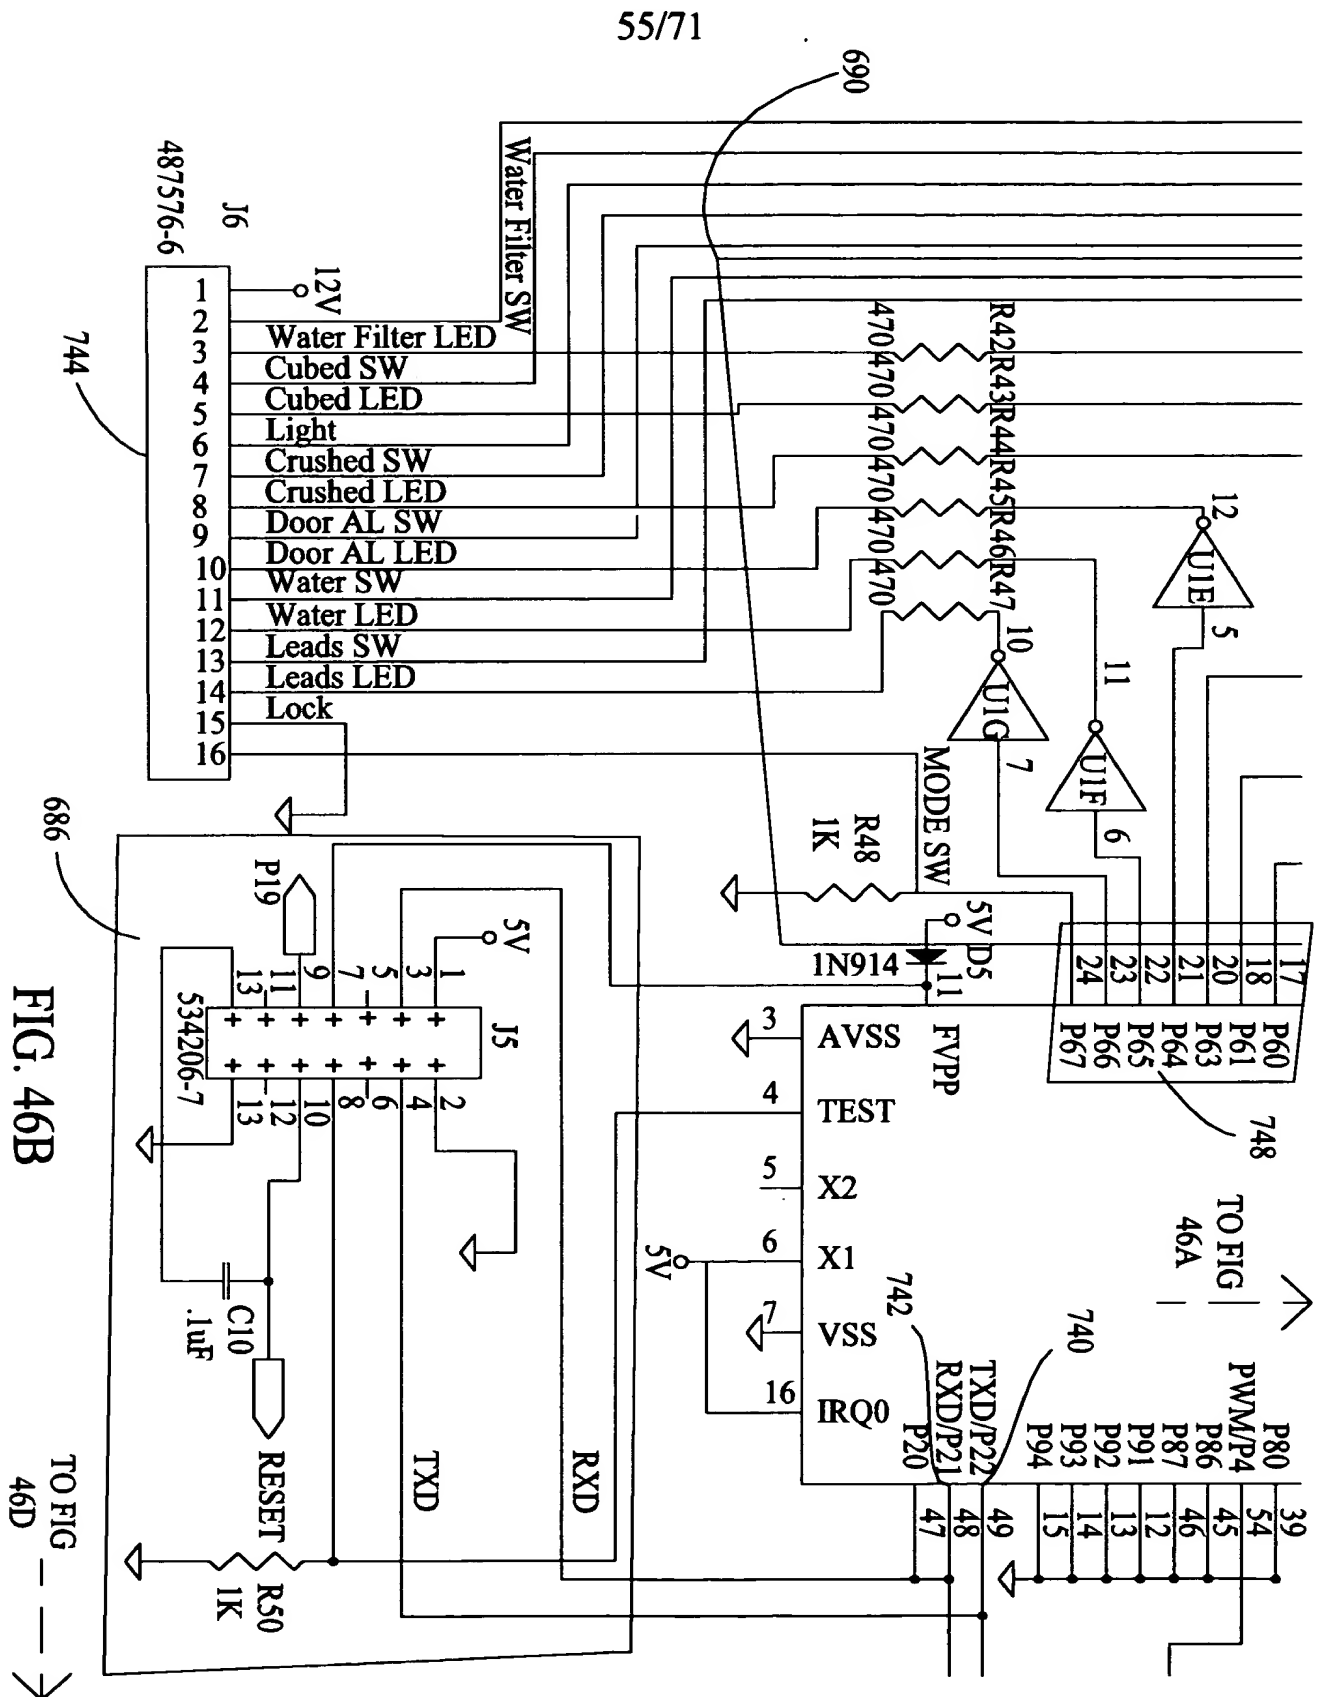 55/71
690
Water Filter SW
J6
487576-6
12V
1
2
3
4
5
6
7
8
9
10
11
12
13
14
15
16
Water Filter LED
Cubed SW
Cubed LED
Light
Crushed SW
Crushed LED
Door AL SW
Door AL LED
Water SW
Water LED
Leads SW
Leads LED
Lock
744
470
470
470
470
470
470
R42
R43
R44
R45
R46
R47
12
U1E
5
10
U1G
7
11
U1F
6
MODE SW
R48
1K
5V
D5
1N914
11
17
18
20
21
22
23
24
P60
P61
P63
P64
P65
P66
P67
748
3
AVSS
FVPP
4
TEST
5
X2
6
X1
5V
7
VSS
16
IRQ0
TO FIG
46A
742
740
P20
RXD/P21
TXD/P22
P94
P93
P92
P91
P87
P86
PWM/P4
P80
47
48
49
15
14
13
12
46
45
54
39
686
P19
5V
13
11
9
7
5
3
1
J5
534206-7
13
12
10
8
6
4
2
C10
.1uF
RESET
TXD
RXD
R50
1K
FIG. 46B
TO FIG
46D